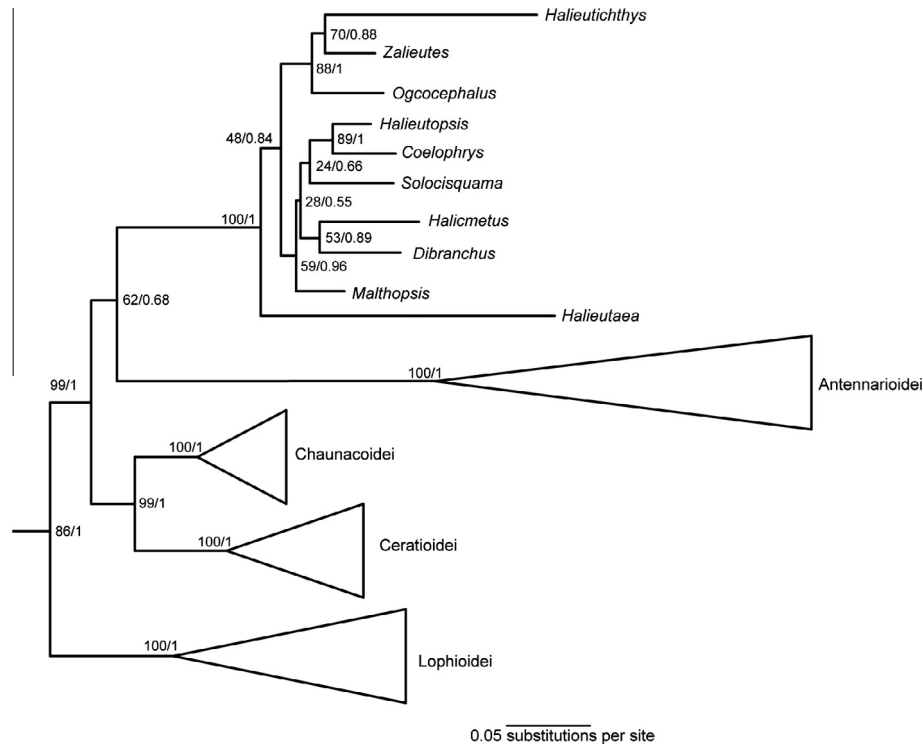 Halieutichthys
70/0.88
Zalieutes
88/1
Ogcocephalus
Halieutopsis
48/0.84
89/1
Coelophrys
24/0.66
Solocisquama
28/0.55
Halicmetus
100/1
53/0.89
Dibranchus
59/0.96
Malthopsis
62/0.68
Halieutaea
100/1
Antennarioidei
99/1
100/1
Chaunacoidei
99/1
86/1
100/1
Ceratioidei
100/1
Lophioidei
0.05 substitutions per site